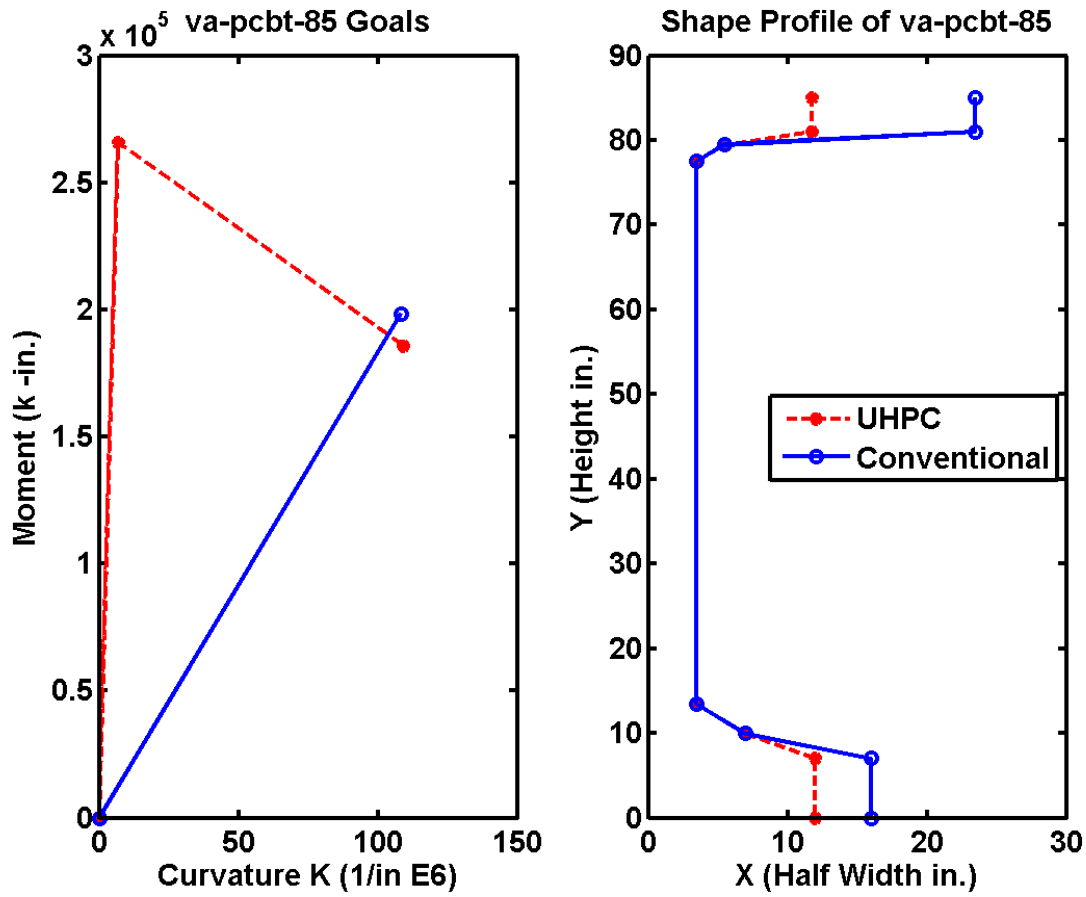 x 10^5 va-pcbt-85 Goals
3
2.5
2
1.5
1
0.5
0
0 50 100 150
Moment (k -in.)
Curvature K (1/in E6)
Shape Profile of va-pcbt-85
90
80
70
60
50
40
30
20
10
0
0 10 20 30
Y (Height in.)
X (Half Width in.)
UHPC
Conventional